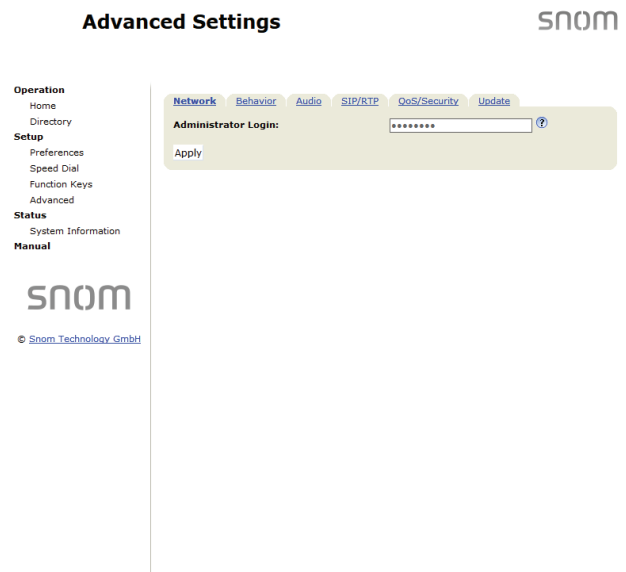 Advanced Settings
snom
Operation
Home
Directory
Setup
Preferences
Speed Dial
Function Keys
Advanced
Status
System Information
Manual
snom
© Snom Technology GmbH
Network Behavior Audio SIP/RTP QoS/Security Update
Administrator Login: •••••••• ?
Apply